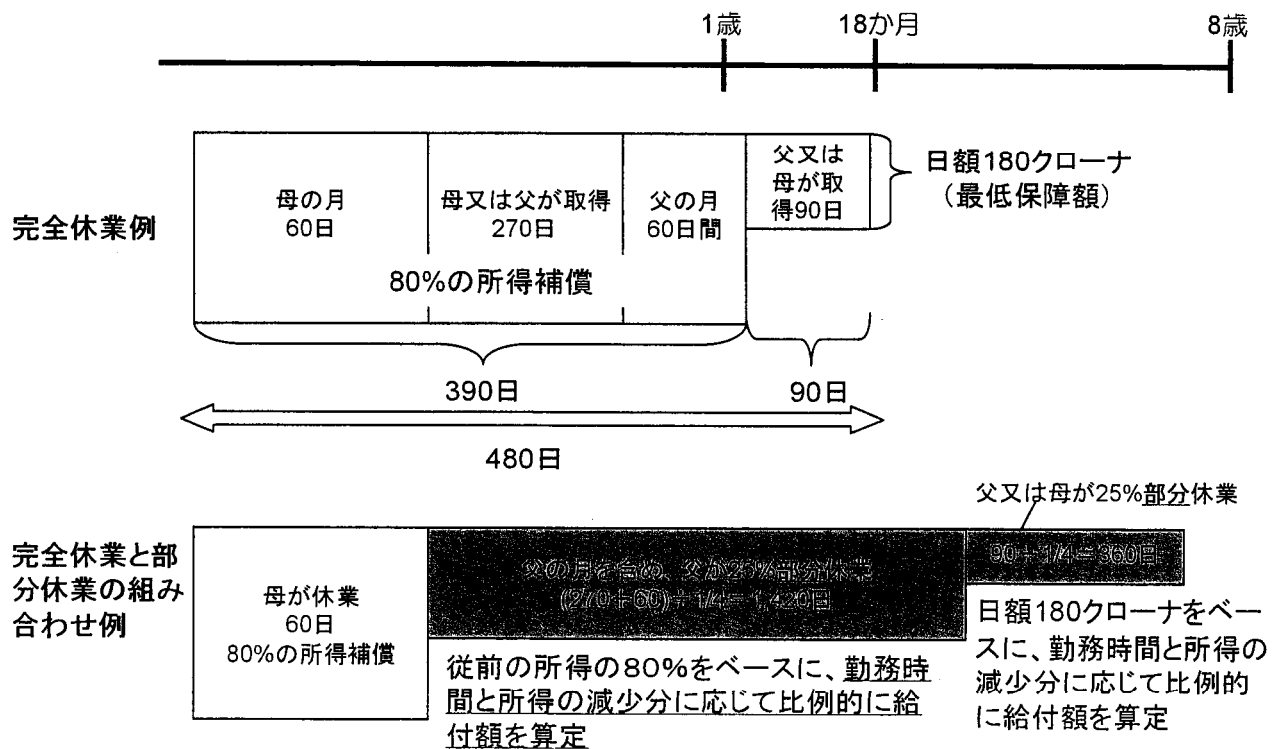 1歳
18か月
8歳
完全休業例
母の月
60日
母又は父が取得
270日
父の月
60日間
80%の所得補償
父又は
母が取
得90日
日額180クローナ
(最低保障額)
390日
90日
480日
完全休業と部
分休業の組み
合わせ例
母が休業
60日
80%の所得補償
父の月を含め、父が25%部分休業
(270+60)÷1/4=1,420日
従前の所得の80%をベースに、勤務時
間と所得の減少分に応じて比例的に給
付額を算定
父又は母が25%部分休業
90÷1/4=360日
日額180クローナをベー
スに、勤務時間と所得の
減少分に応じて比例的
に給付額を算定